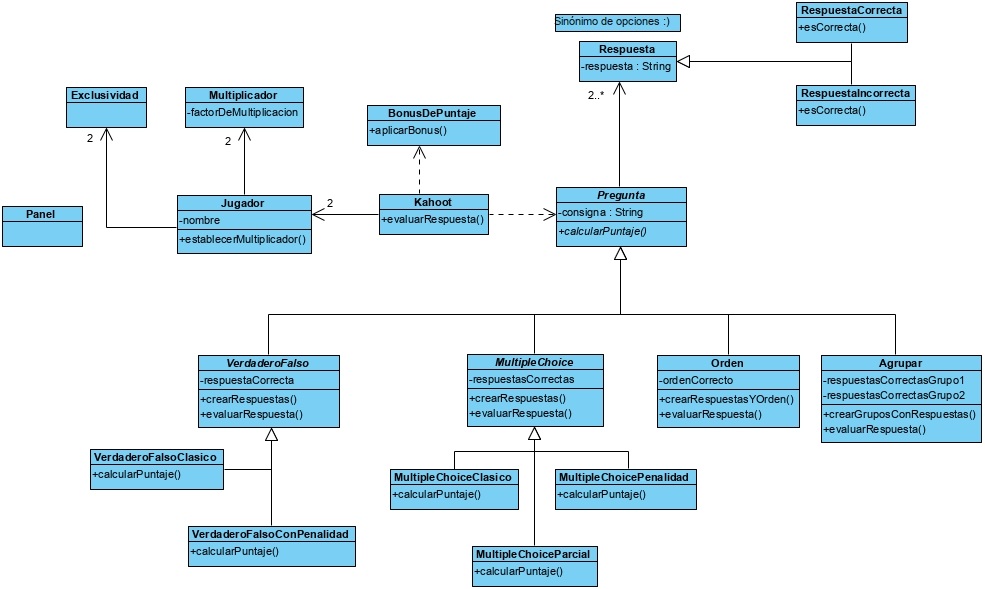 Sinónimo de opciones :)
Respuesta
-respuesta : String
RespuestaCorrecta
+esCorrecta()
RespuestaIncorrecta
+esCorrecta()
2..*
Exclusividad
2
Multiplicador
-factorDeMultiplicacion
2
BonusDePuntaje
+aplicarBonus()
Panel
Jugador
-nombre
+establecerMultiplicador()
2
Kahoot
+evaluarRespuesta()
Pregunta
-consigna : String
+calcularPuntaje()
VerdaderoFalso
-respuestaCorrecta
+crearRespuestas()
+evaluarRespuesta()
MultipleChoice
-respuestasCorrectas
+crearRespuestas()
+evaluarRespuesta()
Orden
-ordenCorrecto
+crearRespuestasYOrden()
+evaluarRespuesta()
Agrupar
-respuestasCorrectasGrupo1
-respuestasCorrectasGrupo2
+crearGruposConRespuestas()
+evaluarRespuesta()
VerdaderoFalsoClasico
+calcularPuntaje()
VerdaderoFalsoConPenalidad
+calcularPuntaje()
MultipleChoiceClasico
+calcularPuntaje()
MultipleChoicePenalidad
+calcularPuntaje()
MultipleChoiceParcial
+calcularPuntaje()